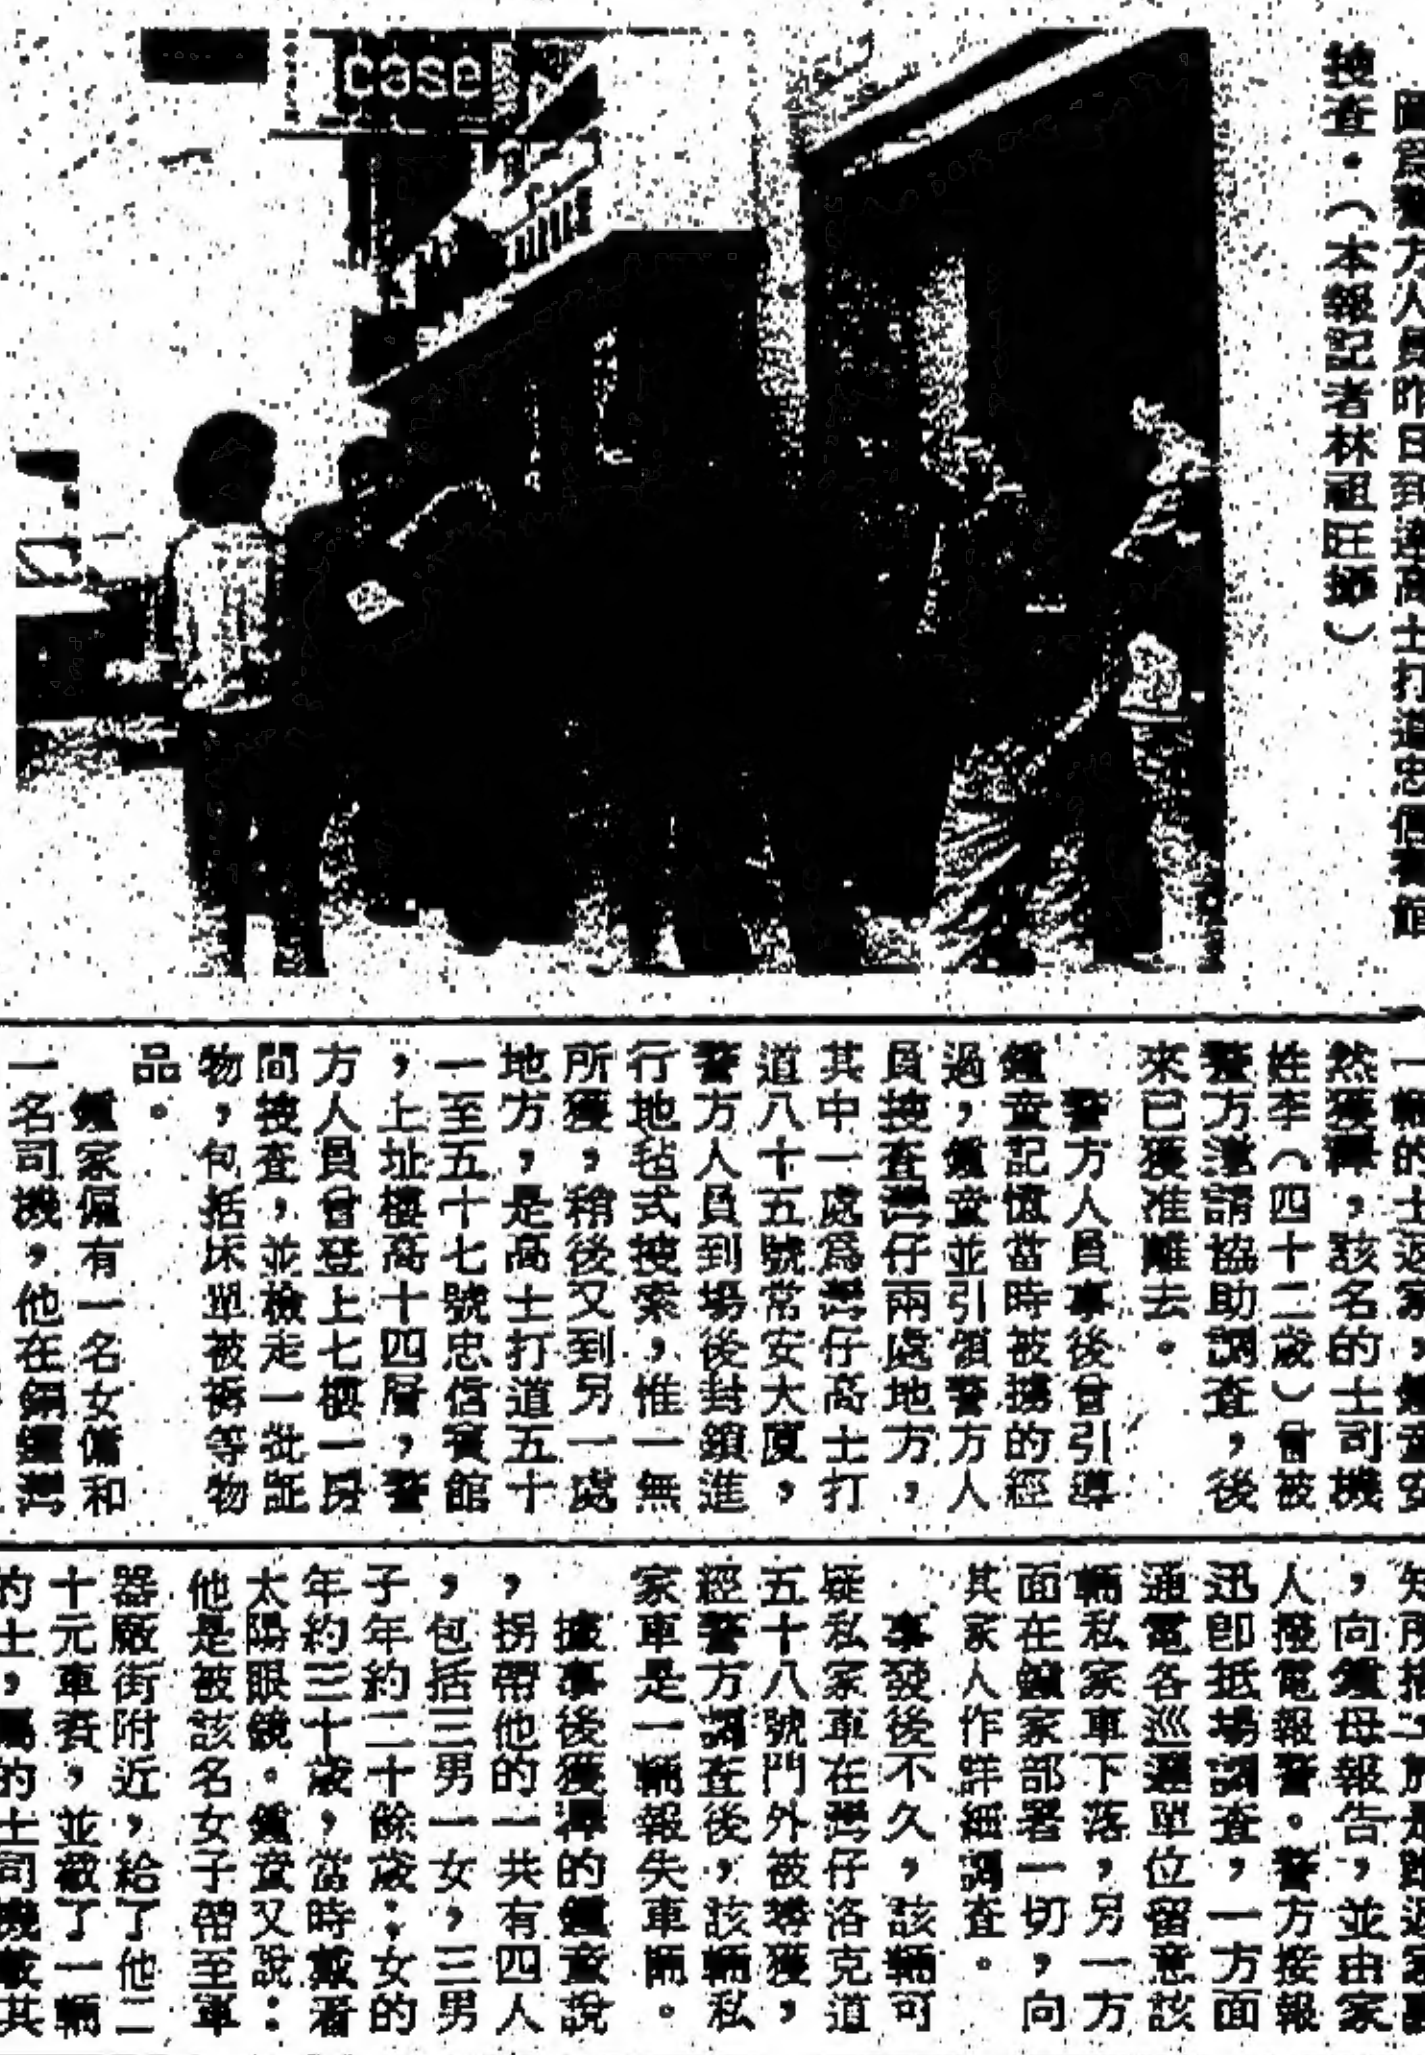 case
圖為警方人員昨日到達高士打道忠信賓館
搜查。（本報記者林祖旺攝）
一輛的士返家，鍾童安
然獲釋，該名的士司機
姓李（四十二歲）曾被
警方邀請協助調查，後
來已獲准離去。
警方人員事後曾引導
鍾童記憶當時被擄的經
過，鍾童並引領警方人
員搜查灣仔兩處地方，
其中一處為灣仔高士打
道八十五號常安大廈，
警方人員到場後封鎖進
行地毡式搜索，惟一無
所獲，稍後又到另一處
地方，是高士打道五十
一至五十七號忠信賓館
，上址樓高十四層，警
方人員曾登上七樓一房
間搜查，並檢走一批証
物，包括床單被褥等物
品。
鍾家僱有一名女傭和
一名司機，他在銅鑼灣
，向鍾母報告，並由家
人撥電報警。警方接報
迅即抵場調查，一方面
通電各巡邏單位留意該
輛私家車下落，另一方
面在鍾家部署一切，向
其家人作詳細調查。
事發後不久，該輛可
疑私家車在灣仔洛克道
五十八號門外被尋獲，
經警方調查後，該輛私
家車是一輛報失車輛。
據事後獲釋的鍾童說
，拐帶他的一共有四人
，包括三男一女，三男
子年約二十餘歲；女的
年約三十歲，當時戴着
太陽眼鏡。鍾童又說：
他是被該名女子帶至軍
器廠街附近，給了他二
十元車資，並截了一輛
的士，囑的士司機載其